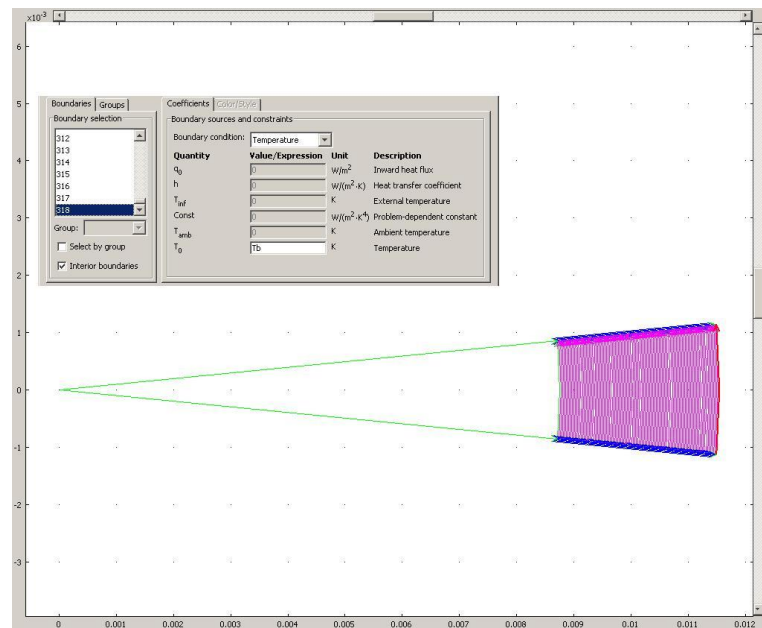 x10⁻³
6
5
Boundaries Groups
Boundary selection
312
313
314
315
316
317
318
Group:
Select by group
Interior boundaries
Coefficients Color/Style
Boundary sources and constraints
Boundary condition: Temperature
Quantity Value/Expression Unit Description
q₀ 0 W/m² Inward heat flux
h 0 W/(m²·K) Heat transfer coefficient
T_inf 0 K External temperature
Const 0 W/(m²·K⁴) Problem-dependent constant
T_amb 0 K Ambient temperature
T₀ Tb K Temperature
4
3
2
1
0
-1
-2
-3
0 0.001 0.002 0.003 0.004 0.005 0.006 0.007 0.008 0.009 0.01 0.011 0.012